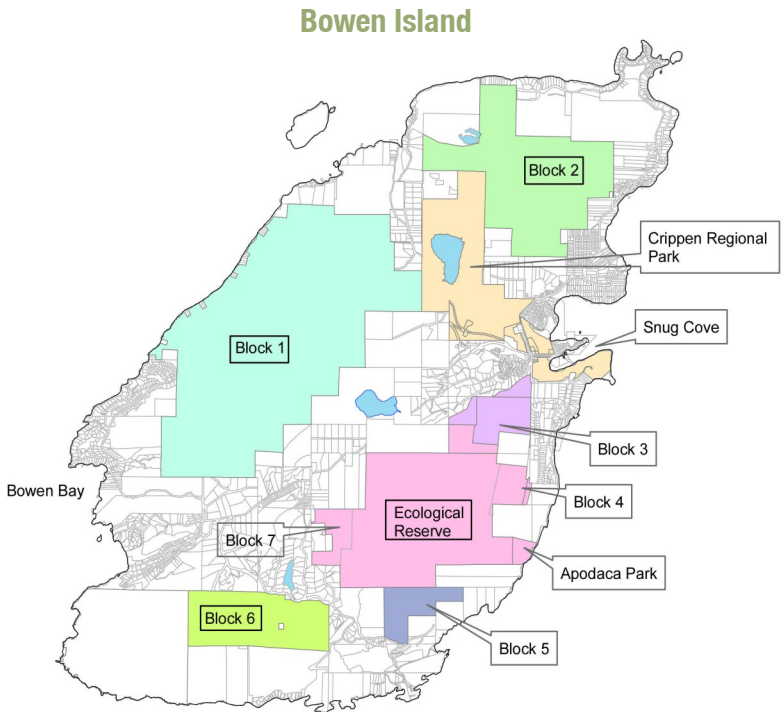 Bowen Island
Block 2
Crippen Regional
Park
Snug Cove
Block 1
Block 3
Bowen Bay
Block 4
Ecological
Reserve
Block 7
Apodaca Park
Block 6
Block 5